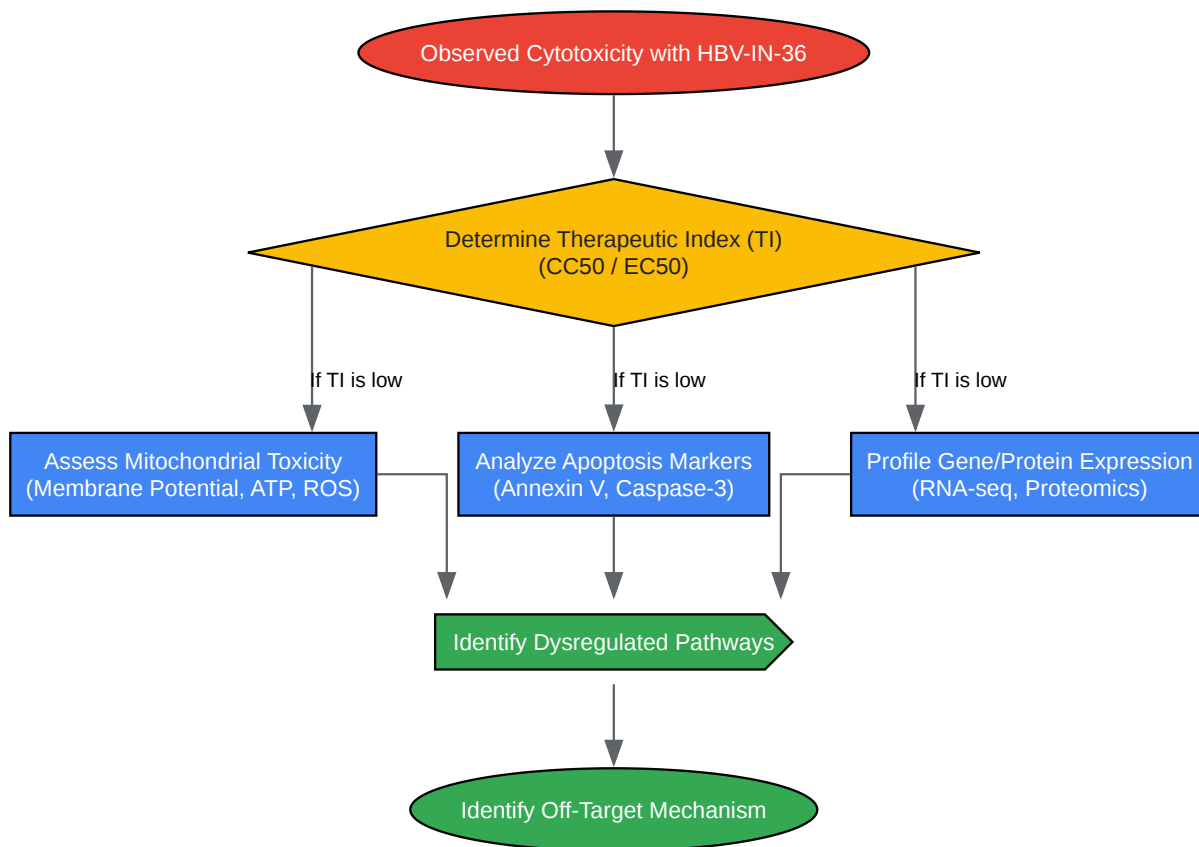 Observed Cytotoxicity with HBV-IN-36
Determine Therapeutic Index (TI)
(CC50 / EC50)
If TI is low
If TI is low
If TI is low
Assess Mitochondrial Toxicity
(Membrane Potential, ATP, ROS)
Analyze Apoptosis Markers
(Annexin V, Caspase-3)
Profile Gene/Protein Expression
(RNA-seq, Proteomics)
Identify Dysregulated Pathways
Identify Off-Target Mechanism